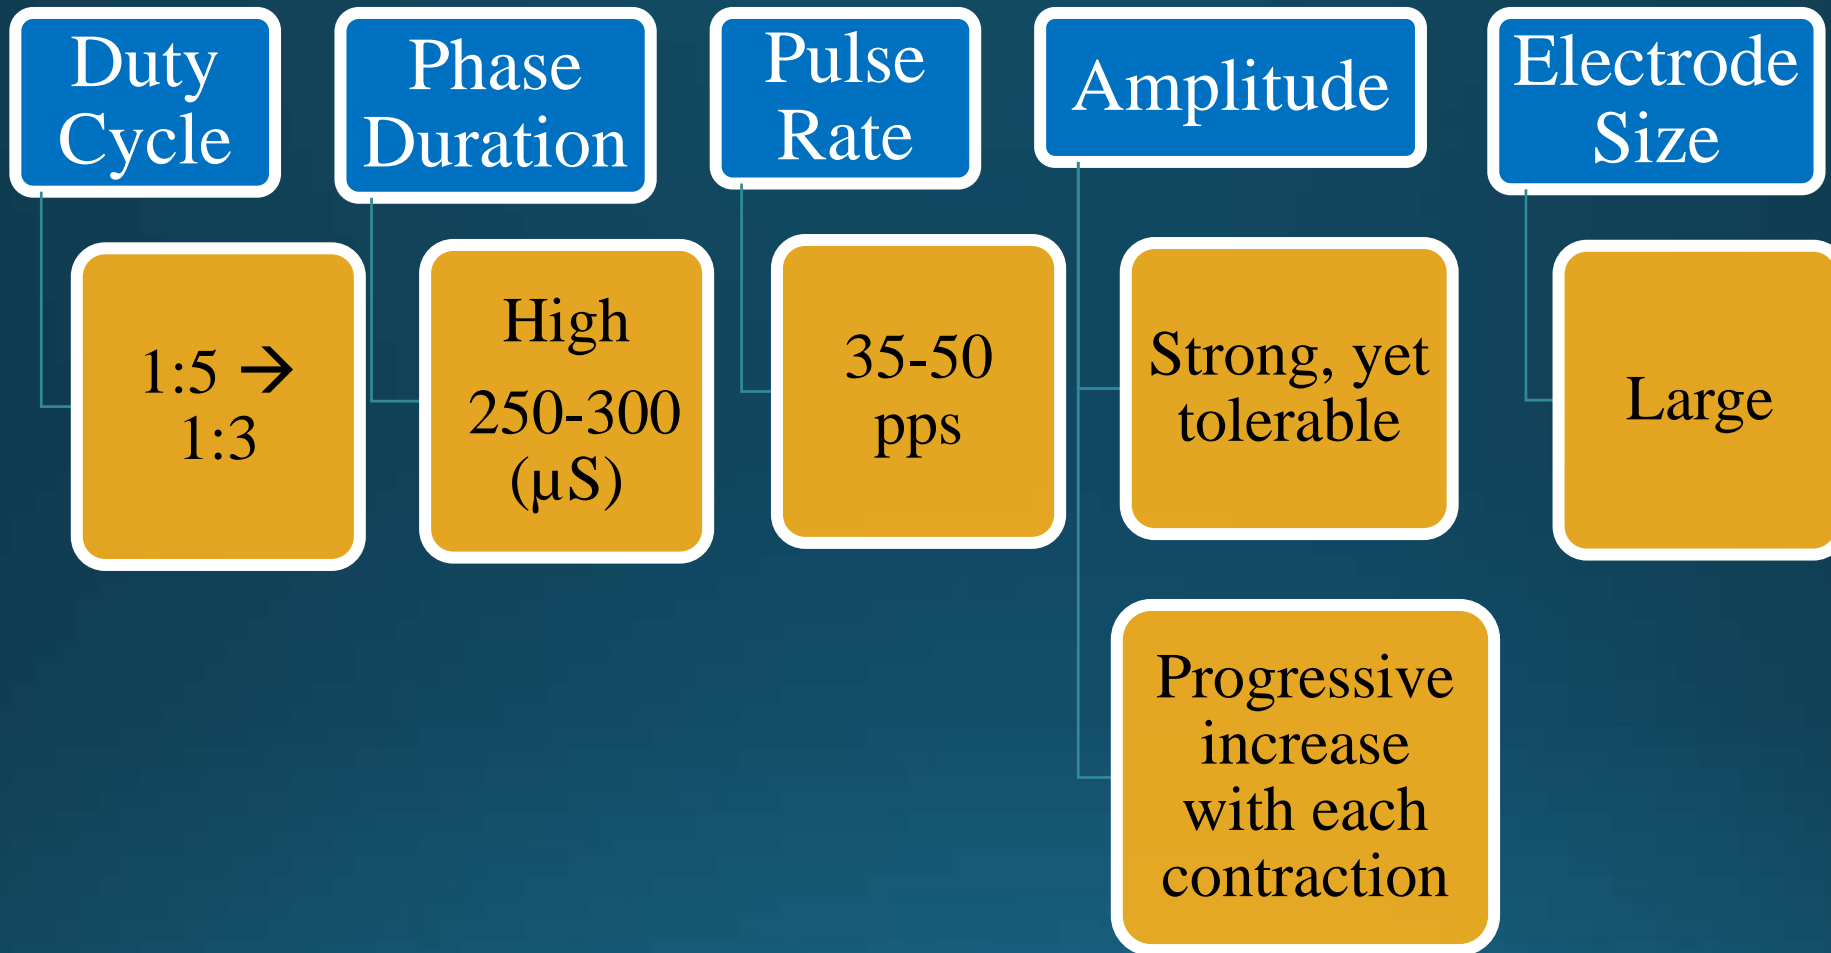 Duty
Cycle
1:5 →
1:3
Phase
Duration
High
250-300
(µS)
Pulse
Rate
35-50
pps
Amplitude
Strong, yet
tolerable
Progressive
increase
with each
contraction
Electrode
Size
Large